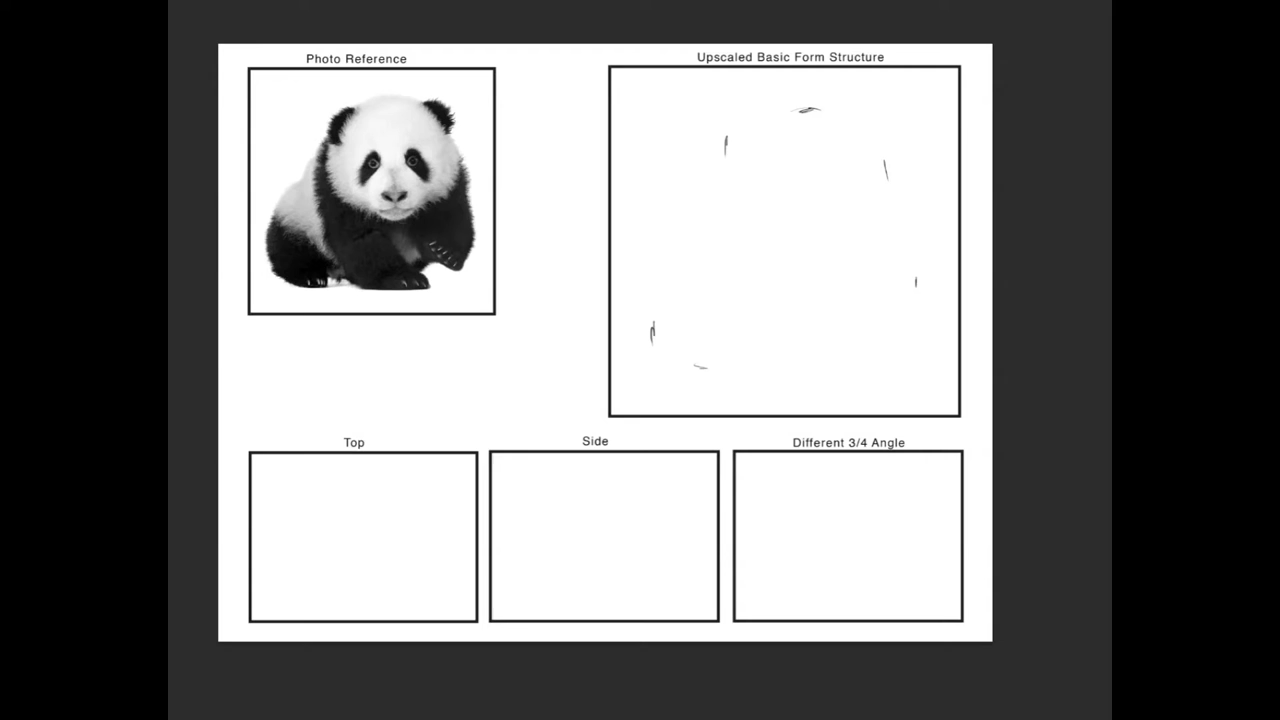 Photo Reference
Upscaled Basic Form Structure
Top
Side
Different 3/4 Angle